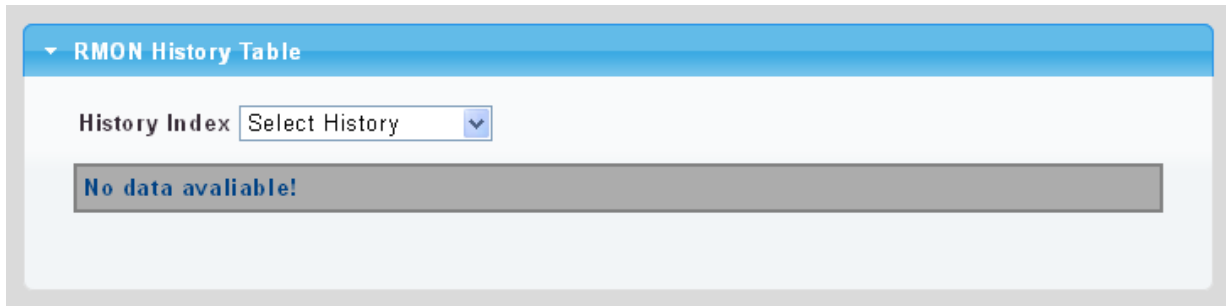 RMON History Table
History Index Select History
No data avaliable!